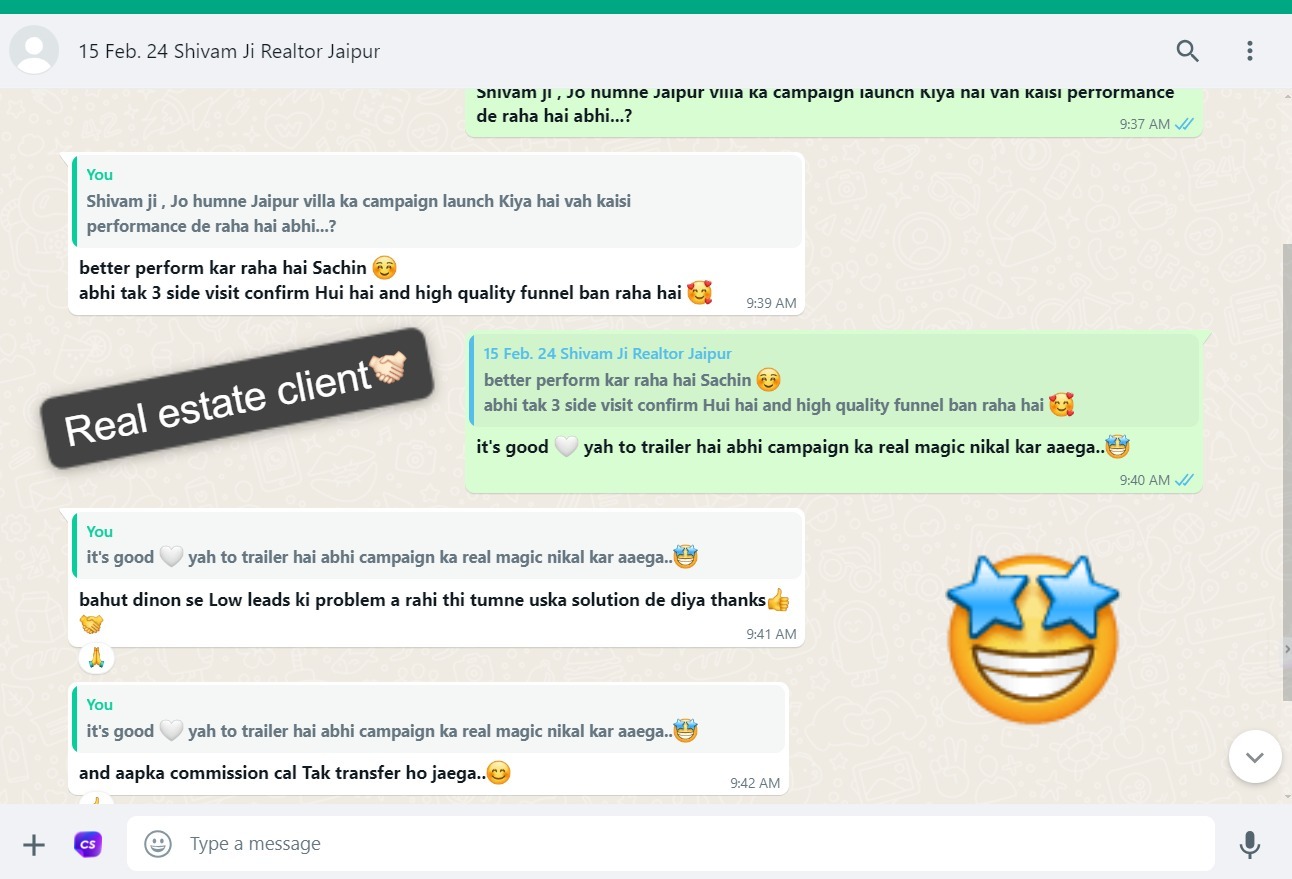 15 Feb. 24 Shivam Ji Realtor Jaipur
Shivam ji , Jo humne Jaipur villa ka campaign launch Kiya hai vah kaisi performance
de raha hai abhi...?
9:37 AM
You
Shivam ji , Jo humne Jaipur villa ka campaign launch Kiya hai vah kaisi
performance de raha hai abhi...?
better perform kar raha hai Sachin 😊
abhi tak 3 side visit confirm Hui hai and high quality funnel ban raha hai 🥰
9:39 AM
Real estate client🤝🏻
15 Feb. 24 Shivam Ji Realtor Jaipur
better perform kar raha hai Sachin 😊
abhi tak 3 side visit confirm Hui hai and high quality funnel ban raha hai 🥰
it's good 🤍 yah to trailer hai abhi campaign ka real magic nikal kar aaega..🤩
9:40 AM
You
it's good 🤍 yah to trailer hai abhi campaign ka real magic nikal kar aaega..🤩
bahut dinon se Low leads ki problem a rahi thi tumne uska solution de diya thanks👍
🤝
9:41 AM
🙏
You
it's good 🤍 yah to trailer hai abhi campaign ka real magic nikal kar aaega..🤩
and aapka commission cal Tak transfer ho jaega..😊
9:42 AM
CS
Type a message